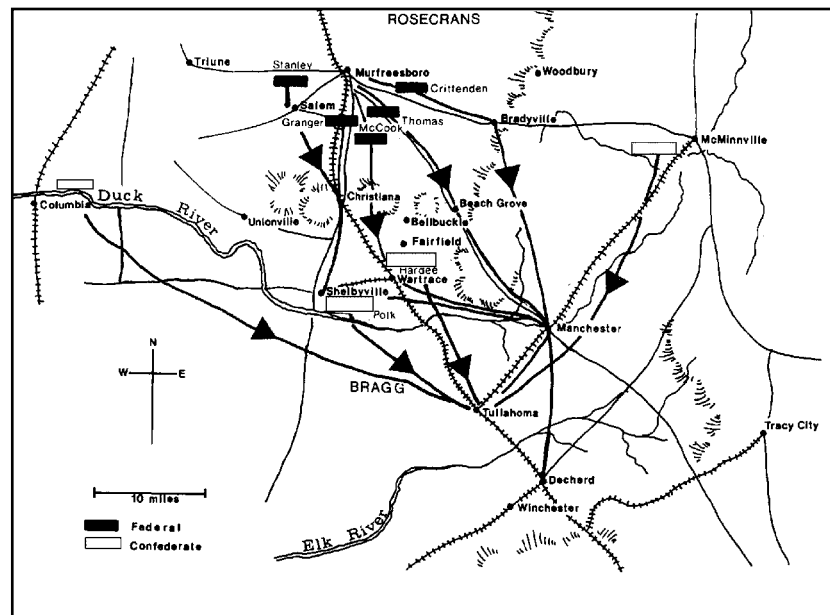 ROSECRANS
Triune
Stanley
Murfreesboro
Woodbury
Crittenden
Salem
Granger
McCook
Thomas
Bradyville
McMinnville
Duck
River
Columbia
Christiana
Unionville
Bellbuckle
Beach Grove
Fairfield
Hardee
Wartrace
Shelbyville
Polk
Manchester
N
W
E
S
BRAGG
Tullahoma
Tracy City
10 miles
Dechard
Winchester
Federal
Confederate
Elk River